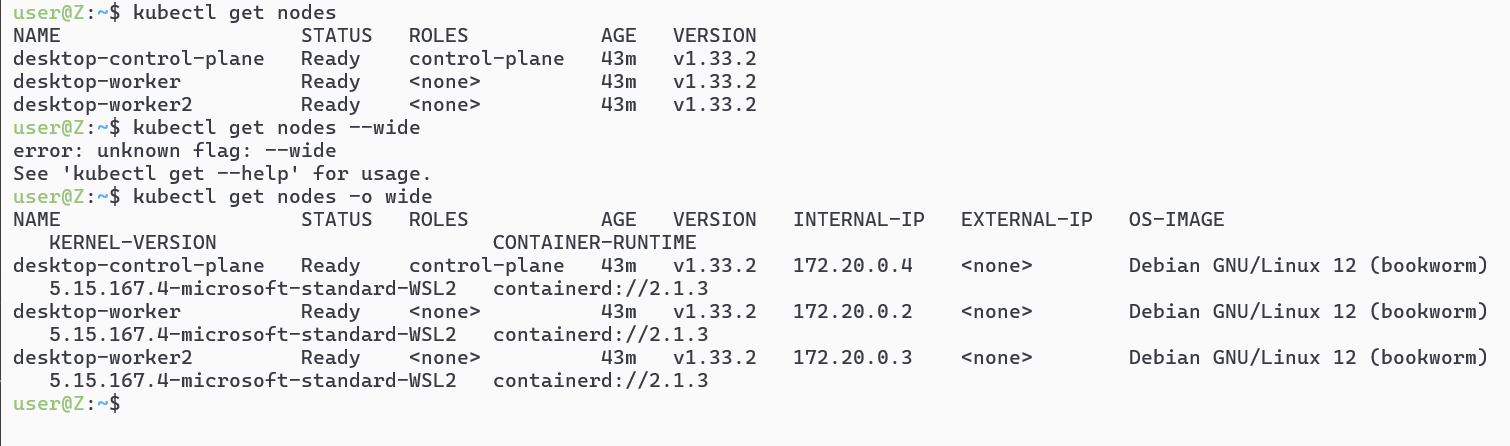 user@Z:~$ kubectl get nodes
NAME                    STATUS   ROLES           AGE   VERSION
desktop-control-plane   Ready    control-plane   43m   v1.33.2
desktop-worker          Ready    <none>          43m   v1.33.2
desktop-worker2         Ready    <none>          43m   v1.33.2
user@Z:~$ kubectl get nodes --wide
error: unknown flag: --wide
See 'kubectl get --help' for usage.
user@Z:~$ kubectl get nodes -o wide
NAME                    STATUS   ROLES           AGE   VERSION   INTERNAL-IP   EXTERNAL-IP   OS-IMAGE
   KERNEL-VERSION                       CONTAINER-RUNTIME
desktop-control-plane   Ready    control-plane   43m   v1.33.2   172.20.0.4    <none>        Debian GNU/Linux 12 (bookworm)
   5.15.167.4-microsoft-standard-WSL2   containerd://2.1.3
desktop-worker          Ready    <none>          43m   v1.33.2   172.20.0.2    <none>        Debian GNU/Linux 12 (bookworm)
   5.15.167.4-microsoft-standard-WSL2   containerd://2.1.3
desktop-worker2         Ready    <none>          43m   v1.33.2   172.20.0.3    <none>        Debian GNU/Linux 12 (bookworm)
   5.15.167.4-microsoft-standard-WSL2   containerd://2.1.3
user@Z:~$